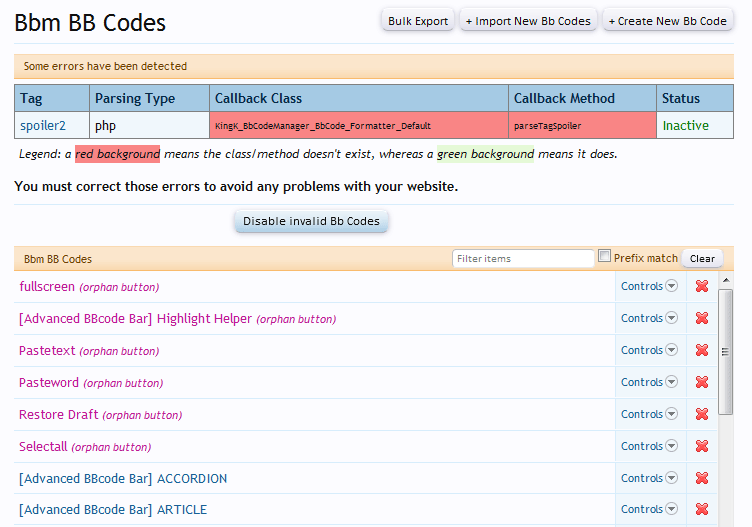 Bbm BB Codes
Bulk Export
+ Import New Bb Codes
+ Create New Bb Code
Some errors have been detected
Tag Parsing Type Callback Class Callback Method Status
spoiler2 php KingK_BbCodeManager_BbCode_Formatter_Default parseTagSpoiler Inactive
Legend: a red background means the class/method doesn't exist, whereas a green background means it does.
You must correct those errors to avoid any problems with your website.
Disable invalid Bb Codes
Bbm BB Codes Filter items Prefix match Clear
fullscreen (orphan button) Controls
[Advanced BBcode Bar] Highlight Helper (orphan button) Controls
Pastetext (orphan button) Controls
Pasteword (orphan button) Controls
Restore Draft (orphan button) Controls
Selectall (orphan button) Controls
[Advanced BBcode Bar] ACCORDION Controls
[Advanced BBcode Bar] ARTICLE Controls